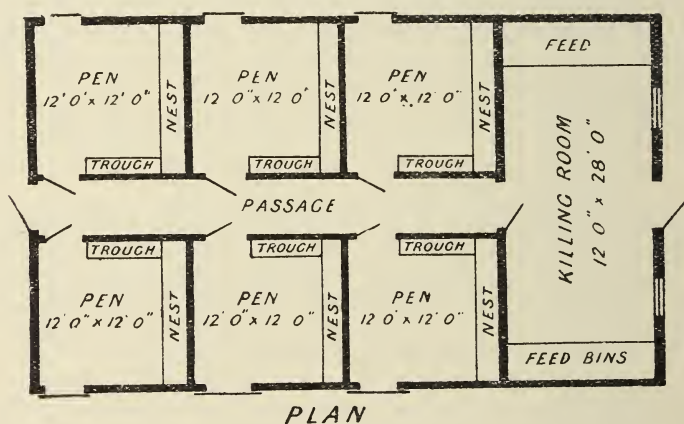 PEN
12' 0" x 12' 0"
NEST
TROUGH
PEN
12 0" x 12 0"
NEST
TROUGH
PEN
12 0" x 12' 0"
NEST
TROUGH
FEED
KILLING ROOM
12' 0" x 28' 0"
FEED BINS
PASSAGE
TROUGH
PEN
12' 0" x 12' 0"
NEST
TROUGH
PEN
12' 0" x 12' 0"
NEST
TROUGH
PEN
12' 0 x 12' 0"
NEST
PLAN